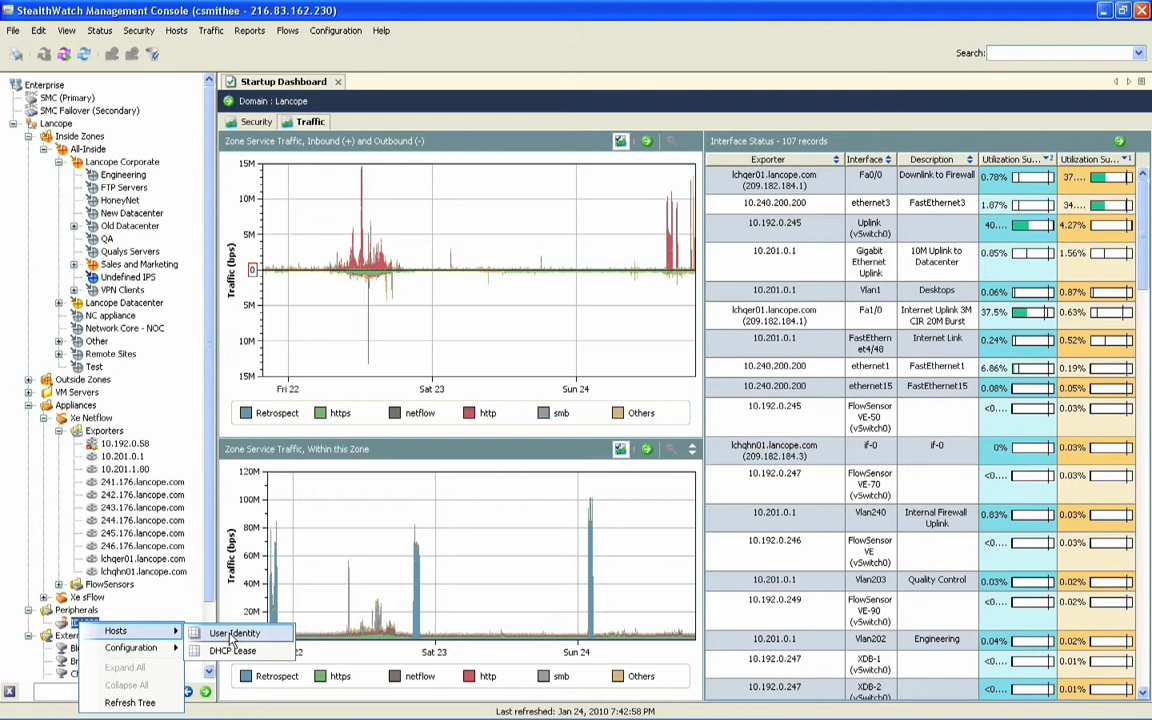 StealthWatch Management Console (csmithee - 216.83.162.230)
File Edit View Status Security Hosts Traffic Reports Flows Configuration Help
Search:
Enterprise
SMC (Primary)
SMC Failover (Secondary)
Lancope
Inside Zones
All-Inside
Lancope Corporate
Engineering
FTP Servers
HoneyNet
New Datacenter
Old Datacenter
QA
Qualys Servers
Sales and Marketing
Undefined IPS
VPN Clients
Lancope Datacenter
NC appliance
Network Core - NOC
Other
Remote Sites
Test
Outside Zones
VM Servers
Appliances
Xe Netflow
Exporters
10.192.0.58
10.201.0.1
10.201.1.80
241.176.lancope.com
242.176.lancope.com
243.176.lancope.com
244.176.lancope.com
245.176.lancope.com
246.176.lancope.com
lchqer01.lancope.com
lchqhn01.lancope.com
FlowSensors
Xe sFlow
Peripherals
Hosts
Configuration
Expand All
Collapse All
Refresh Tree
User Identity
DHCP Lease
Startup Dashboard
Domain : Lancope
Security Traffic
Zone Service Traffic, Inbound (+) and Outbound (-)
Traffic (bps)
15M
10M
5M
0
5M
10M
15M
Fri 22 Sat 23 Sun 24
Retrospect https netflow http smb Others
Zone Service Traffic, Within this Zone
Traffic (bps)
120M
100M
80M
60M
40M
20M
Sat 23 Sun 24
Retrospect https netflow http smb Others
Interface Status - 107 records
Exporter Interface Description Utilization Su... Utilization Su...
lchqer01.lancope.com (209.182.184.1) Fa0/0 Downlink to Firewall 0.78% 37....
10.240.200.200 ethernet3 FastEthernet3 1.87% 34....
10.192.0.245 Uplink (vSwitch0) 40.... 4.27%
10.201.0.1 Gigabit Ethernet Uplink 10M Uplink to Datacenter 0.85% 1.56%
10.201.0.1 Vlan1 Desktops 0.06% 0.87%
lchqer01.lancope.com (209.182.184.1) Fa1/0 Internet Uplink 3M CIR 20M Burst 37.5% 0.63%
10.201.0.1 FastEthernet4/48 Internet Link 0.24% 0.52%
10.240.200.200 ethernet1 FastEthernet1 6.86% 0.19%
10.240.200.200 ethernet15 FastEthernet15 0.08% 0.05%
10.192.0.245 FlowSensor VE-50 (vSwitch0) <0.... 0.03%
lchqhn01.lancope.com (209.182.184.3) if-0 if-0 0% 0.03%
10.192.0.247 FlowSensor VE-70 (vSwitch0) <0.... 0.03%
10.201.0.1 Vlan240 Internal Firewall Uplink 0.83% 0.03%
10.192.0.246 FlowSensor VE (vSwitch0) <0.... 0.03%
10.201.0.1 Vlan203 Quality Control 0.03% 0.02%
10.192.0.249 FlowSensor VE-90 (vSwitch0) <0.... 0.02%
10.201.0.1 Vlan202 Engineering 0.04% 0.02%
10.192.0.247 XDB-1 (vSwitch0) <0.... 0.01%
10.192.0.247 XDB-2 (vSwitch0) <0.... 0.01%
Last refreshed: Jan 24, 2010 7:42:58 PM